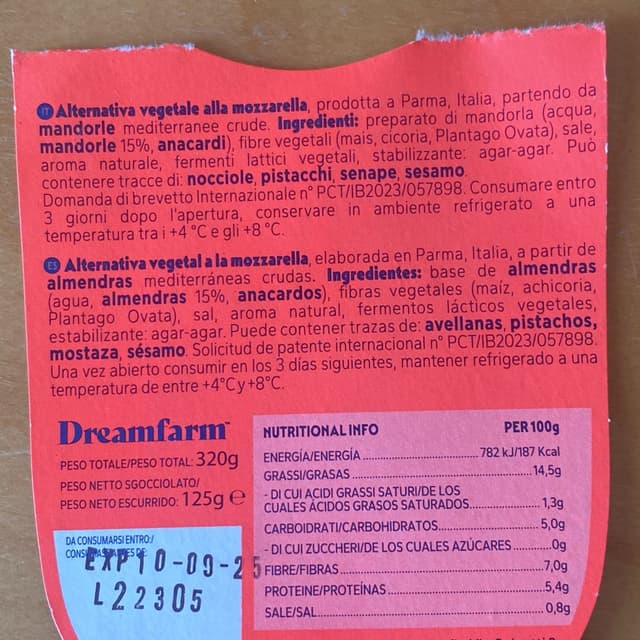 IT Alternativa vegetale alla mozzarella, prodotta a Parma, Italia, partendo da
mandorle mediterranee crude. Ingredienti: preparato di mandorla (acqua,
mandorle 15%, anacardi), fibre vegetali (mais, cicoria, Plantago Ovata), sale,
aroma naturale, fermenti lattici vegetali, stabilizzante: agar-agar. Può
contenere tracce di: nocciole, pistacchi, senape, sesamo.
Domanda di brevetto Internazionale n° PCT/IB2023/057898. Consumare entro
3 giorni dopo l'apertura, conservare in ambiente refrigerato a una
temperatura tra i +4 °C e gli +8 °C.
ES Alternativa vegetal a la mozzarella, elaborada en Parma, Italia, a partir de
almendras mediterráneas crudas. Ingredientes: base de almendras
(agua, almendras 15%, anacardos), fibras vegetales (maíz, achicoria,
Plantago Ovata), sal, aroma natural, fermentos lácticos vegetales,
estabilizante: agar-agar. Puede contener trazas de: avellanas, pistachos,
mostaza, sésamo. Solicitud de patente internacional n° PCT/IB2023/057898.
Una vez abierto consumir en los 3 días siguientes, mantener refrigerado a una
temperatura de entre +4°C y +8°C.
Dreamfarm™
PESO TOTALE/PESO TOTAL: 320g
PESO NETTO SGOCCIOLATO/
PESO NETO ESCURRIDO: 125g ℮
DA CONSUMARSI ENTRO:/
EXP 10-09-25
L22305
NUTRITIONAL INFO PER 100g
ENERGÍA/ENERGÍA 782 kJ/187 Kcal
GRASSI/GRASAS 14,5g
- DI CUI ACIDI GRASSI SATURI/DE LOS
CUALES ÁCIDOS GRASOS SATURADOS 1,3g
CARBOIDRATI/CARBOHIDRATOS 5,0g
- DI CUI ZUCCHERI/DE LOS CUALES AZÚCARES 0g
FIBRE/FIBRAS 7,0g
PROTEINE/PROTEÍNAS 5,4g
SALE/SAL 0,8g